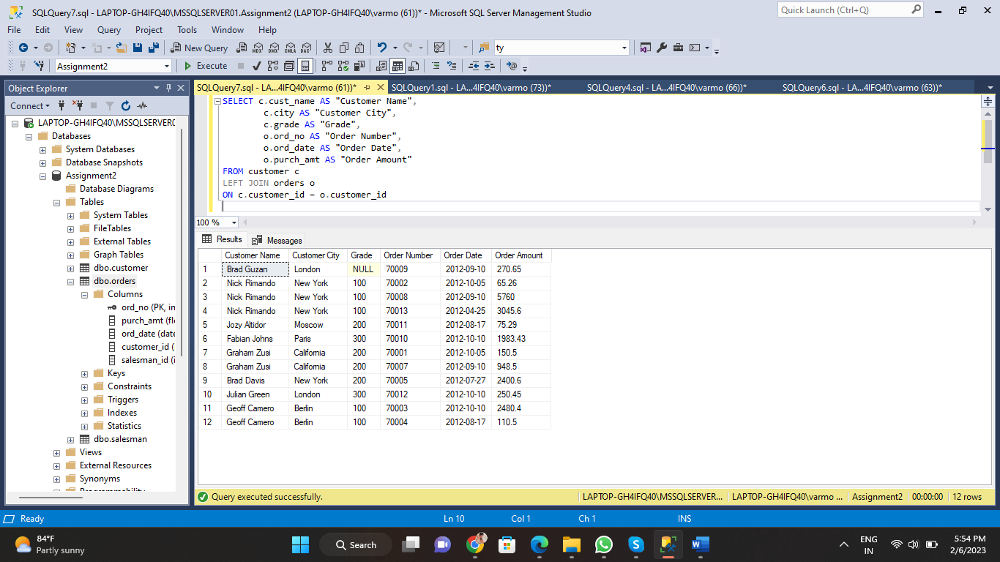 SQLQuery7.sql - LAPTOP-GH4IFQ40\MSSQLSERVER01.Assignment2 (LAPTOP-GH4IFQ40\varmo (61))* - Microsoft SQL Server Management Studio
Quick Launch (Ctrl+Q)
File Edit View Query Project Tools Window Help
New Query MDX DMX XMLA DAX ty
Assignment2 Execute
Object Explorer
SQLQuery7.sql - LA...4IFQ40\varmo (61))* SQLQuery1.sql - LA...4IFQ40\varmo (73))* SQLQuery4.sql - LA...4IFQ40\varmo (66))* SQLQuery6.sql - LA...4IFQ40\varmo (63))*
Connect
LAPTOP-GH4IFQ40\MSSQLSERVER0
Databases
System Databases
Database Snapshots
Assignment2
Database Diagrams
Tables
System Tables
FileTables
External Tables
Graph Tables
dbo.customer
dbo.orders
Columns
ord_no (PK, in
purch_amt (flo
ord_date (date
customer_id (
salesman_id (i
Keys
Constraints
Triggers
Indexes
Statistics
dbo.salesman
Views
External Resources
Synonyms
Programmability
SELECT c.cust_name AS "Customer Name",
c.city AS "Customer City",
c.grade AS "Grade",
o.ord_no AS "Order Number",
o.ord_date AS "Order Date",
o.purch_amt AS "Order Amount"
FROM customer c
LEFT JOIN orders o
ON c.customer_id = o.customer_id
100 %
Results Messages
Customer Name Customer City Grade Order Number Order Date Order Amount
1 Brad Guzan London NULL 70009 2012-09-10 270.65
2 Nick Rimando New York 100 70002 2012-10-05 65.26
3 Nick Rimando New York 100 70008 2012-09-10 5760
4 Nick Rimando New York 100 70013 2012-04-25 3045.6
5 Jozy Altidor Moscow 200 70011 2012-08-17 75.29
6 Fabian Johns Paris 300 70010 2012-10-10 1983.43
7 Graham Zusi California 200 70001 2012-10-05 150.5
8 Graham Zusi California 200 70007 2012-09-10 948.5
9 Brad Davis New York 200 70005 2012-07-27 2400.6
10 Julian Green London 300 70012 2012-10-10 250.45
11 Geoff Camero Berlin 100 70003 2012-10-10 2480.4
12 Geoff Camero Berlin 100 70004 2012-08-17 110.5
Query executed successfully. LAPTOP-GH4IFQ40\MSSQLSERVER... LAPTOP-GH4IFQ40\varmo ... Assignment2 00:00:00 12 rows
Ready Ln 10 Col 1 Ch 1 INS
84°F
Partly sunny
Search
ENG
IN
5:54 PM
2/6/2023